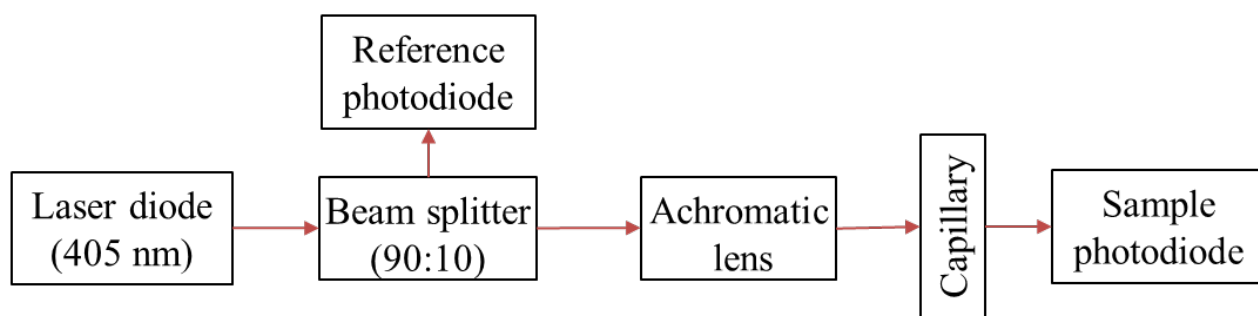 Reference
photodiode
Laser diode
(405 nm)
Beam splitter
(90:10)
Achromatic
lens
Capillary
Sample
photodiode